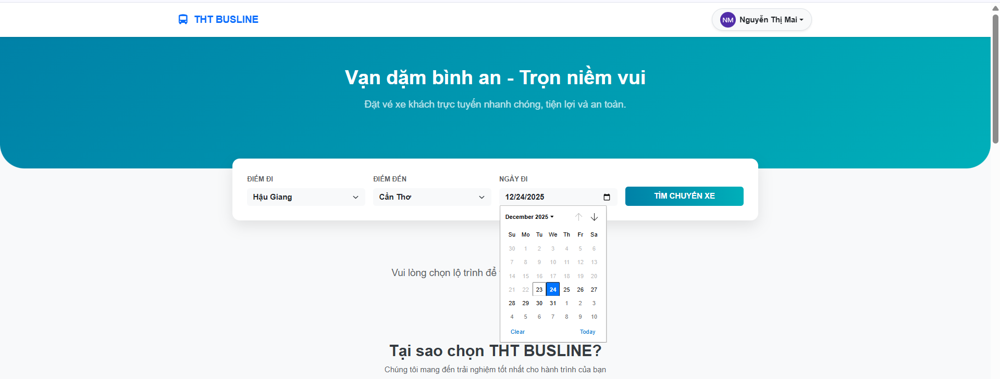 THT BUSLINE
NM Nguyễn Thị Mai
Vạn dặm bình an - Trọn niềm vui
Đặt vé xe khách trực tuyến nhanh chóng, tiện lợi và an toàn.
ĐIỂM ĐI
ĐIỂM ĐẾN
NGÀY ĐI
Hậu Giang
Cần Thơ
12/24/2025
TÌM CHUYẾN XE
December 2025
Su Mo Tu We Th Fr Sa
30 1 2 3 4 5 6
7 8 9 10 11 12 13
14 15 16 17 18 19 20
21 22 23 24 25 26 27
28 29 30 31 1 2 3
4 5 6 7 8 9 10
Clear Today
Vui lòng chọn lộ trình để
Tại sao chọn THT BUSLINE?
Chúng tôi mang đến trải nghiệm tốt nhất cho hành trình của bạn